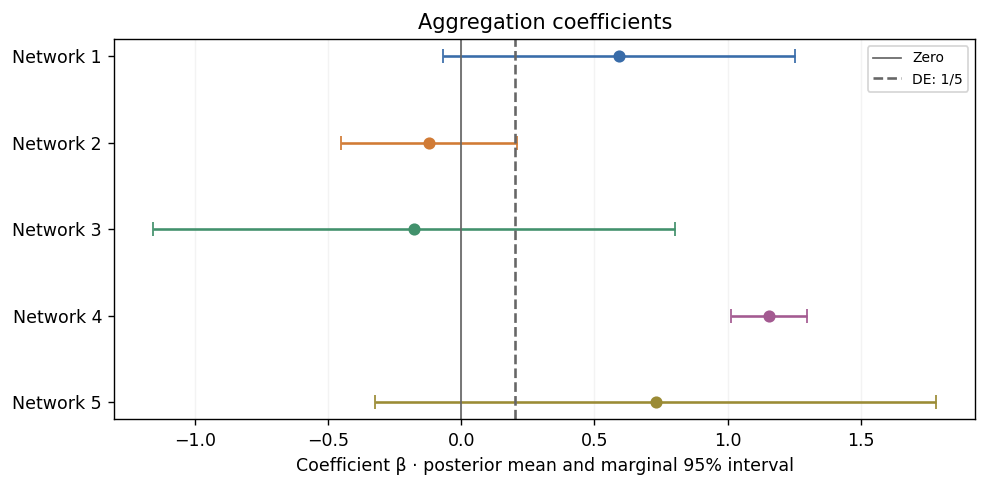 Aggregation coefficients
Network 1
Network 2
Network 3
Network 4
Network 5
Zero
DE: 1/5
−1.0
−0.5
0.0
0.5
1.0
1.5
Coefficient β · posterior mean and marginal 95% interval